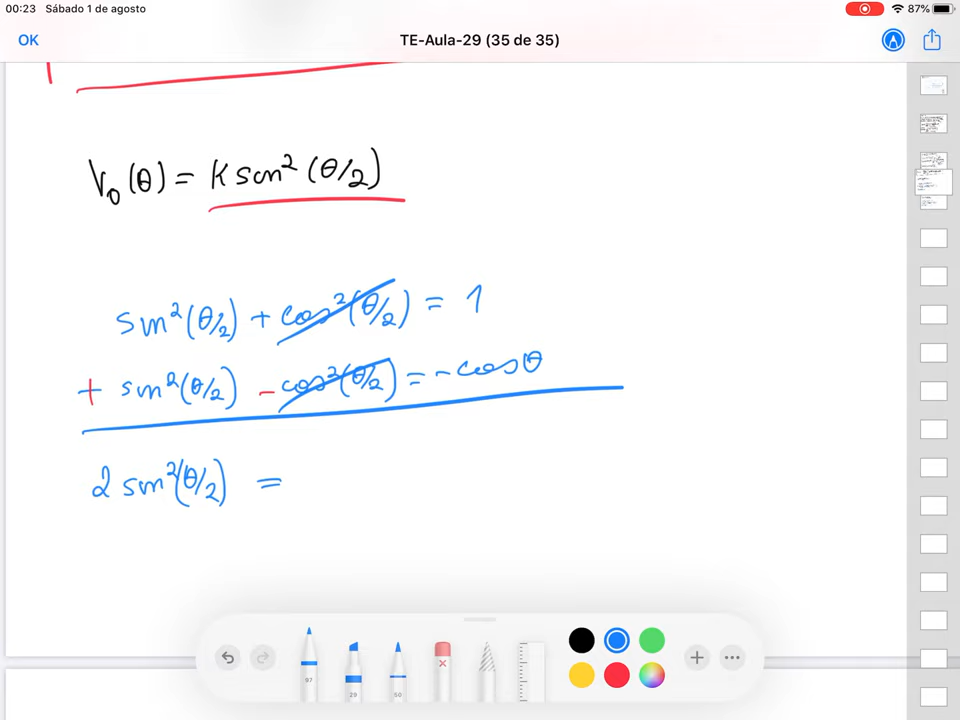 00:23 Sábado 1 de agosto 87%
OK TE-Aula-29 (35 de 35)
V₀(θ) = K sen²(θ/2)
sen²(θ/2) + cos²(θ/2) = 1
+ sen²(θ/2) - cos²(θ/2) = - cos θ
2 sen²(θ/2) =
97 29 50